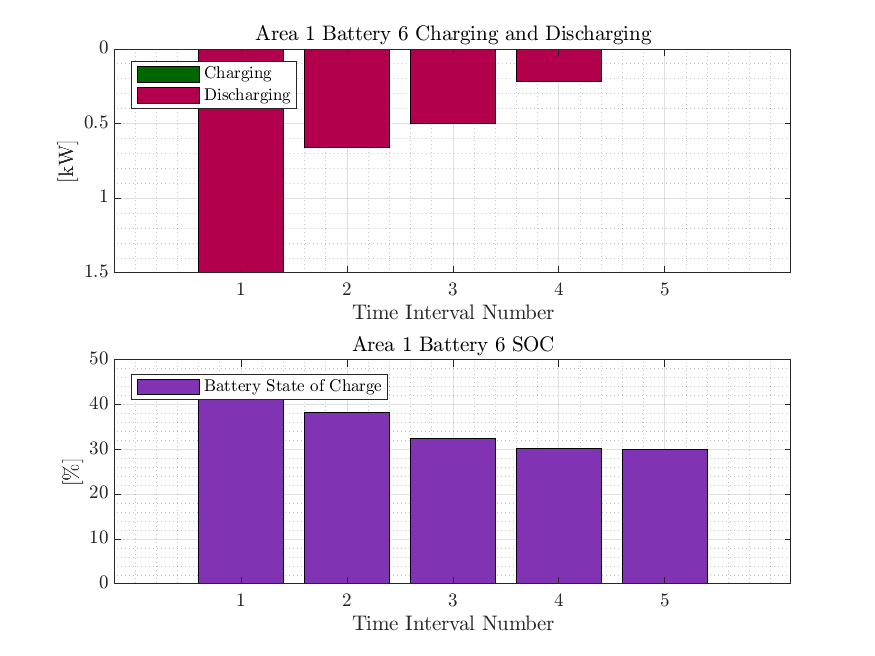 Area 1 Battery 6 Charging and Discharging
0
Charging
Discharging
0.5
[kW]
1
1.5
1 2 3 4 5
Time Interval Number
Area 1 Battery 6 SOC
50
Battery State of Charge
40
30
[%]
20
10
0
1 2 3 4 5
Time Interval Number